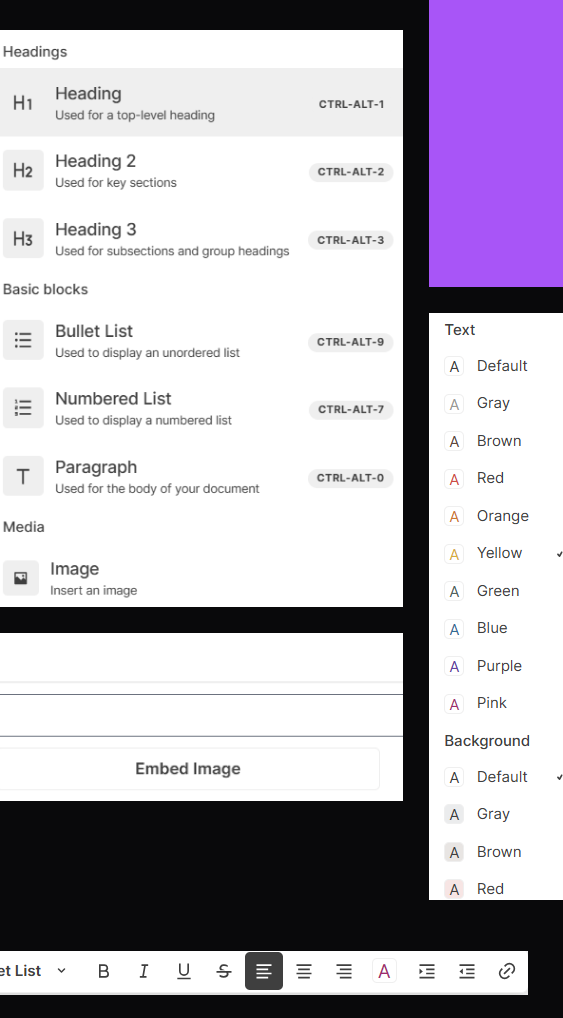 Headings
H1 Heading CTRL-ALT-1
Used for a top-level heading
H2 Heading 2 CTRL-ALT-2
Used for key sections
H3 Heading 3 CTRL-ALT-3
Used for subsections and group headings
Basic blocks
Bullet List CTRL-ALT-9
Used to display an unordered list
Numbered List CTRL-ALT-7
Used to display a numbered list
T Paragraph CTRL-ALT-0
Used for the body of your document
Media
Image
Insert an image
Embed Image
Text
A Default
A Gray
A Brown
A Red
A Orange
A Yellow
A Green
A Blue
A Purple
A Pink
Background
A Default
A Gray
A Brown
A Red
et List B I U S A